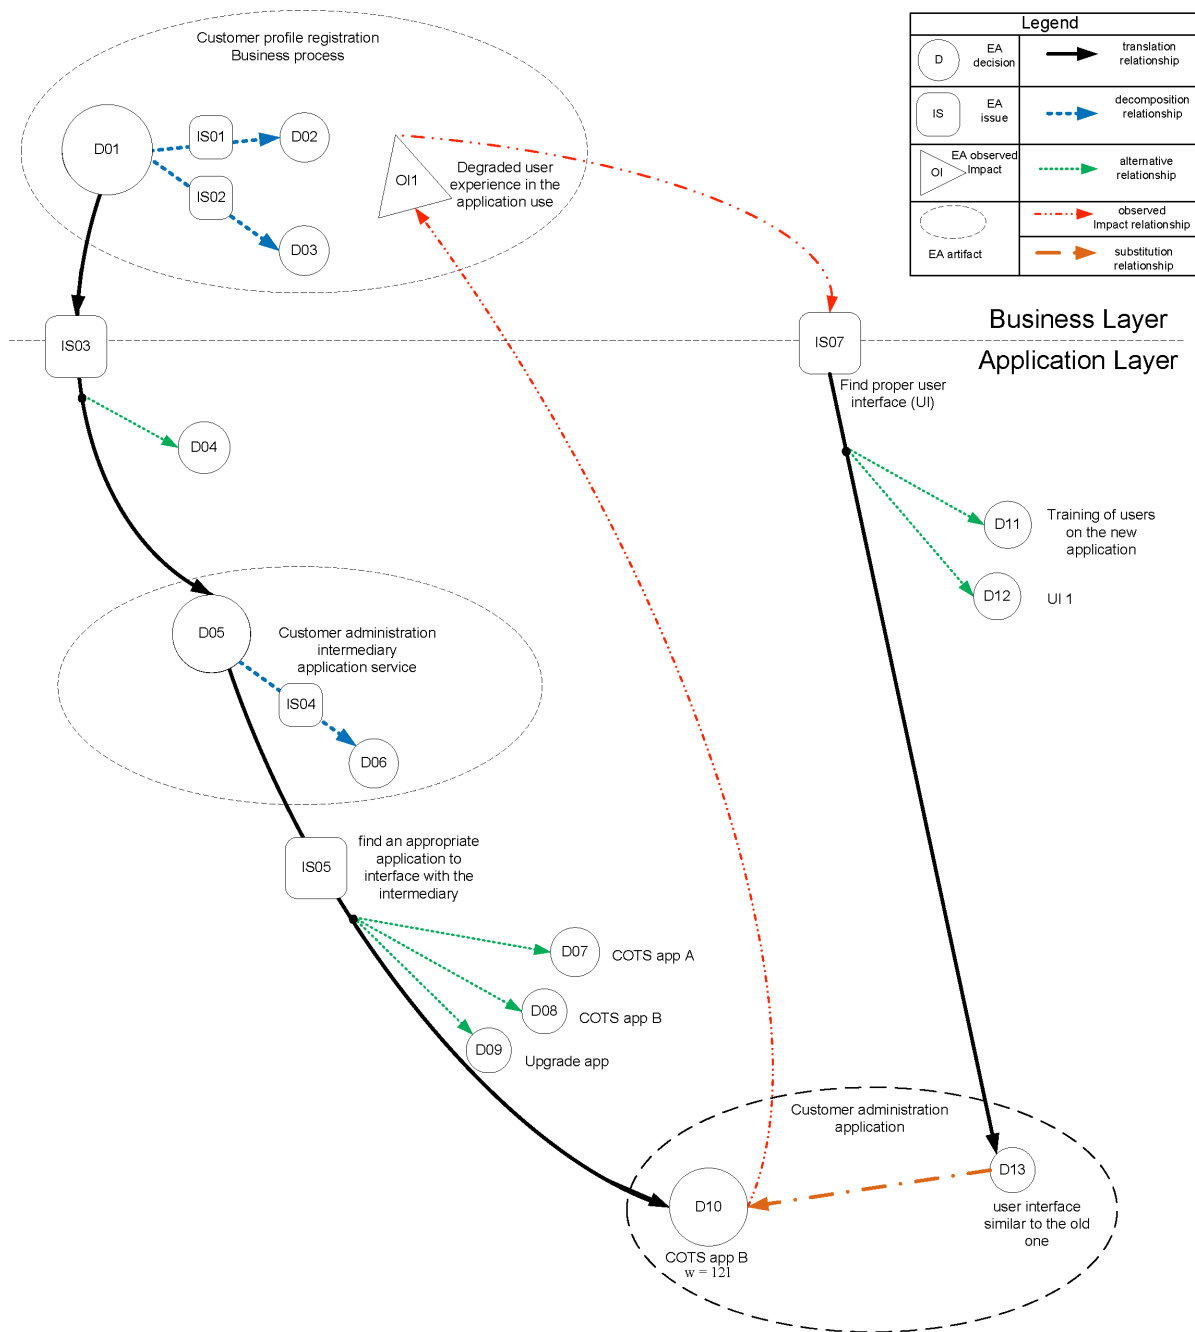 Customer profile registration
Business process
D01
IS01
D02
IS02
D03
OI1
Degraded user
experience in the
application use
Legend
D
EA
decision
translation
relationship
IS
EA
issue
decomposition
relationship
OI
EA observed
Impact
alternative
relationship
EA artifact
observed
Impact relationship
substitution
relationship
Business Layer
Application Layer
IS03
IS07
Find proper user
interface (UI)
D04
D11
Training of users
on the new
application
D12
UI 1
D05
Customer administration
intermediary
application service
IS04
D06
IS05
find an appropriate
application to
interface with the
intermediary
D07
COTS app A
D08
COTS app B
D09
Upgrade app
Customer administration
application
D10
COTS app B
w = 121
D13
user interface
similar to the old
one